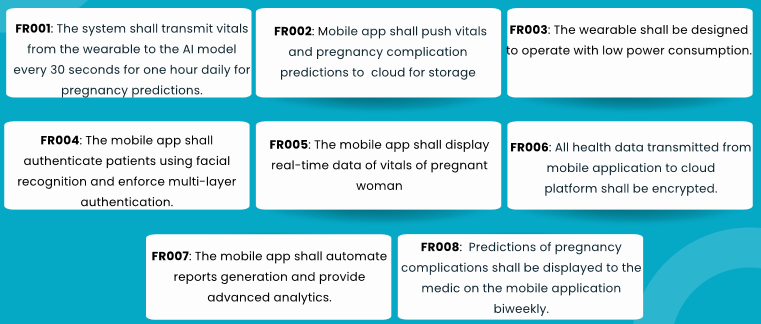 FR001: The system shall transmit vitals
from the wearable to the AI model
every 30 seconds for one hour daily for
pregnancy predictions.
FR002: Mobile app shall push vitals
and pregnancy complication
predictions to cloud for storage
FR003: The wearable shall be designed
to operate with low power consumption.
FR004: The mobile app shall
authenticate patients using facial
recognition and enforce multi-layer
authentication.
FR005: The mobile app shall display
real-time data of vitals of pregnant
woman
FR006: All health data transmitted from
mobile application to cloud
platform shall be encrypted.
FR007: The mobile app shall automate
reports generation and provide
advanced analytics.
FR008: Predictions of pregnancy
complications shall be displayed to the
medic on the mobile application
biweekly.